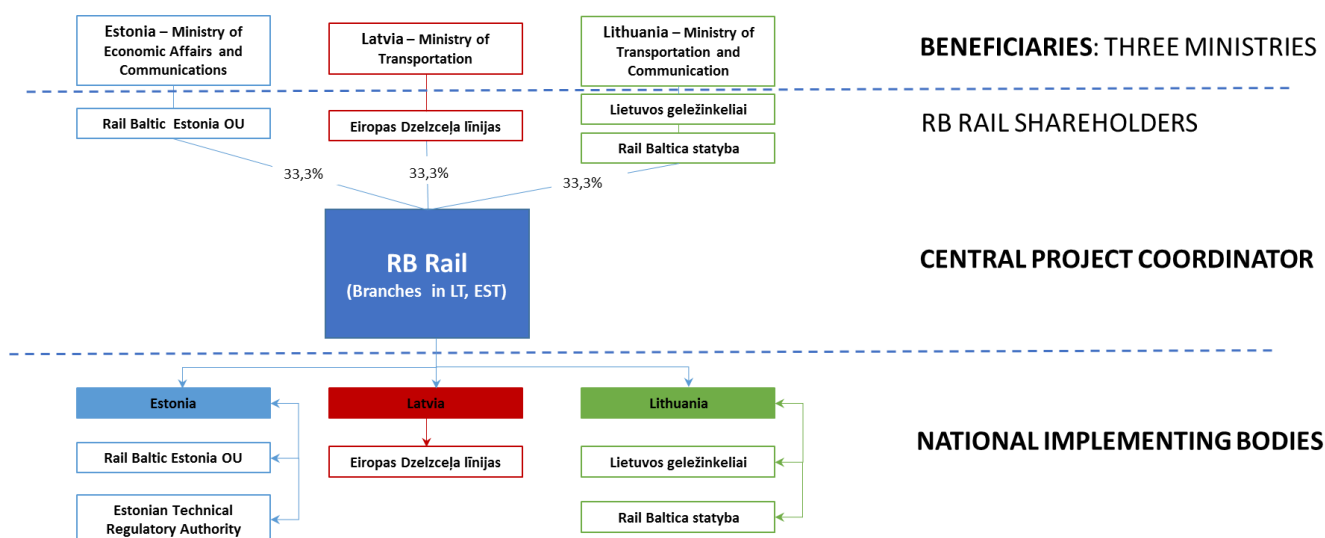 Estonia – Ministry of
Economic Affairs and
Communications
Latvia – Ministry of
Transportation
Lithuania – Ministry of
Transportation and
Communication
BENEFICIARIES: THREE MINISTRIES
Rail Baltic Estonia OU
Eiropas Dzelzceļa līnijas
Lietuvos geležinkeliai
Rail Baltica statyba
RB RAIL SHAREHOLDERS
33,3%
33,3%
33,3%
RB Rail
(Branches in LT, EST)
CENTRAL PROJECT COORDINATOR
Estonia
Latvia
Lithuania
Rail Baltic Estonia OU
Eiropas Dzelzceļa līnijas
Lietuvos geležinkeliai
NATIONAL IMPLEMENTING BODIES
Estonian Technical
Regulatory Authority
Rail Baltica statyba